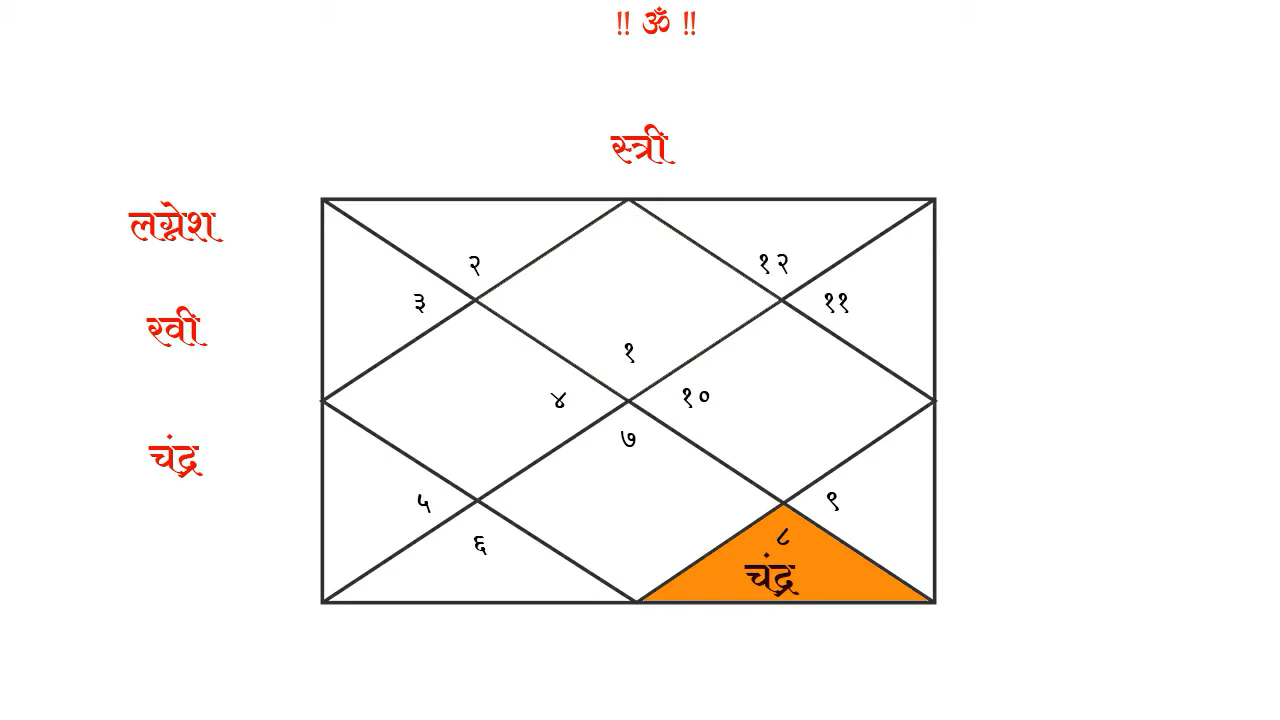 !! ॐ !!
स्त्री
लग्नेश
रवी
चंद्र
२
१२
३
११
१
४
१०
७
५
९
६
८
चंद्र